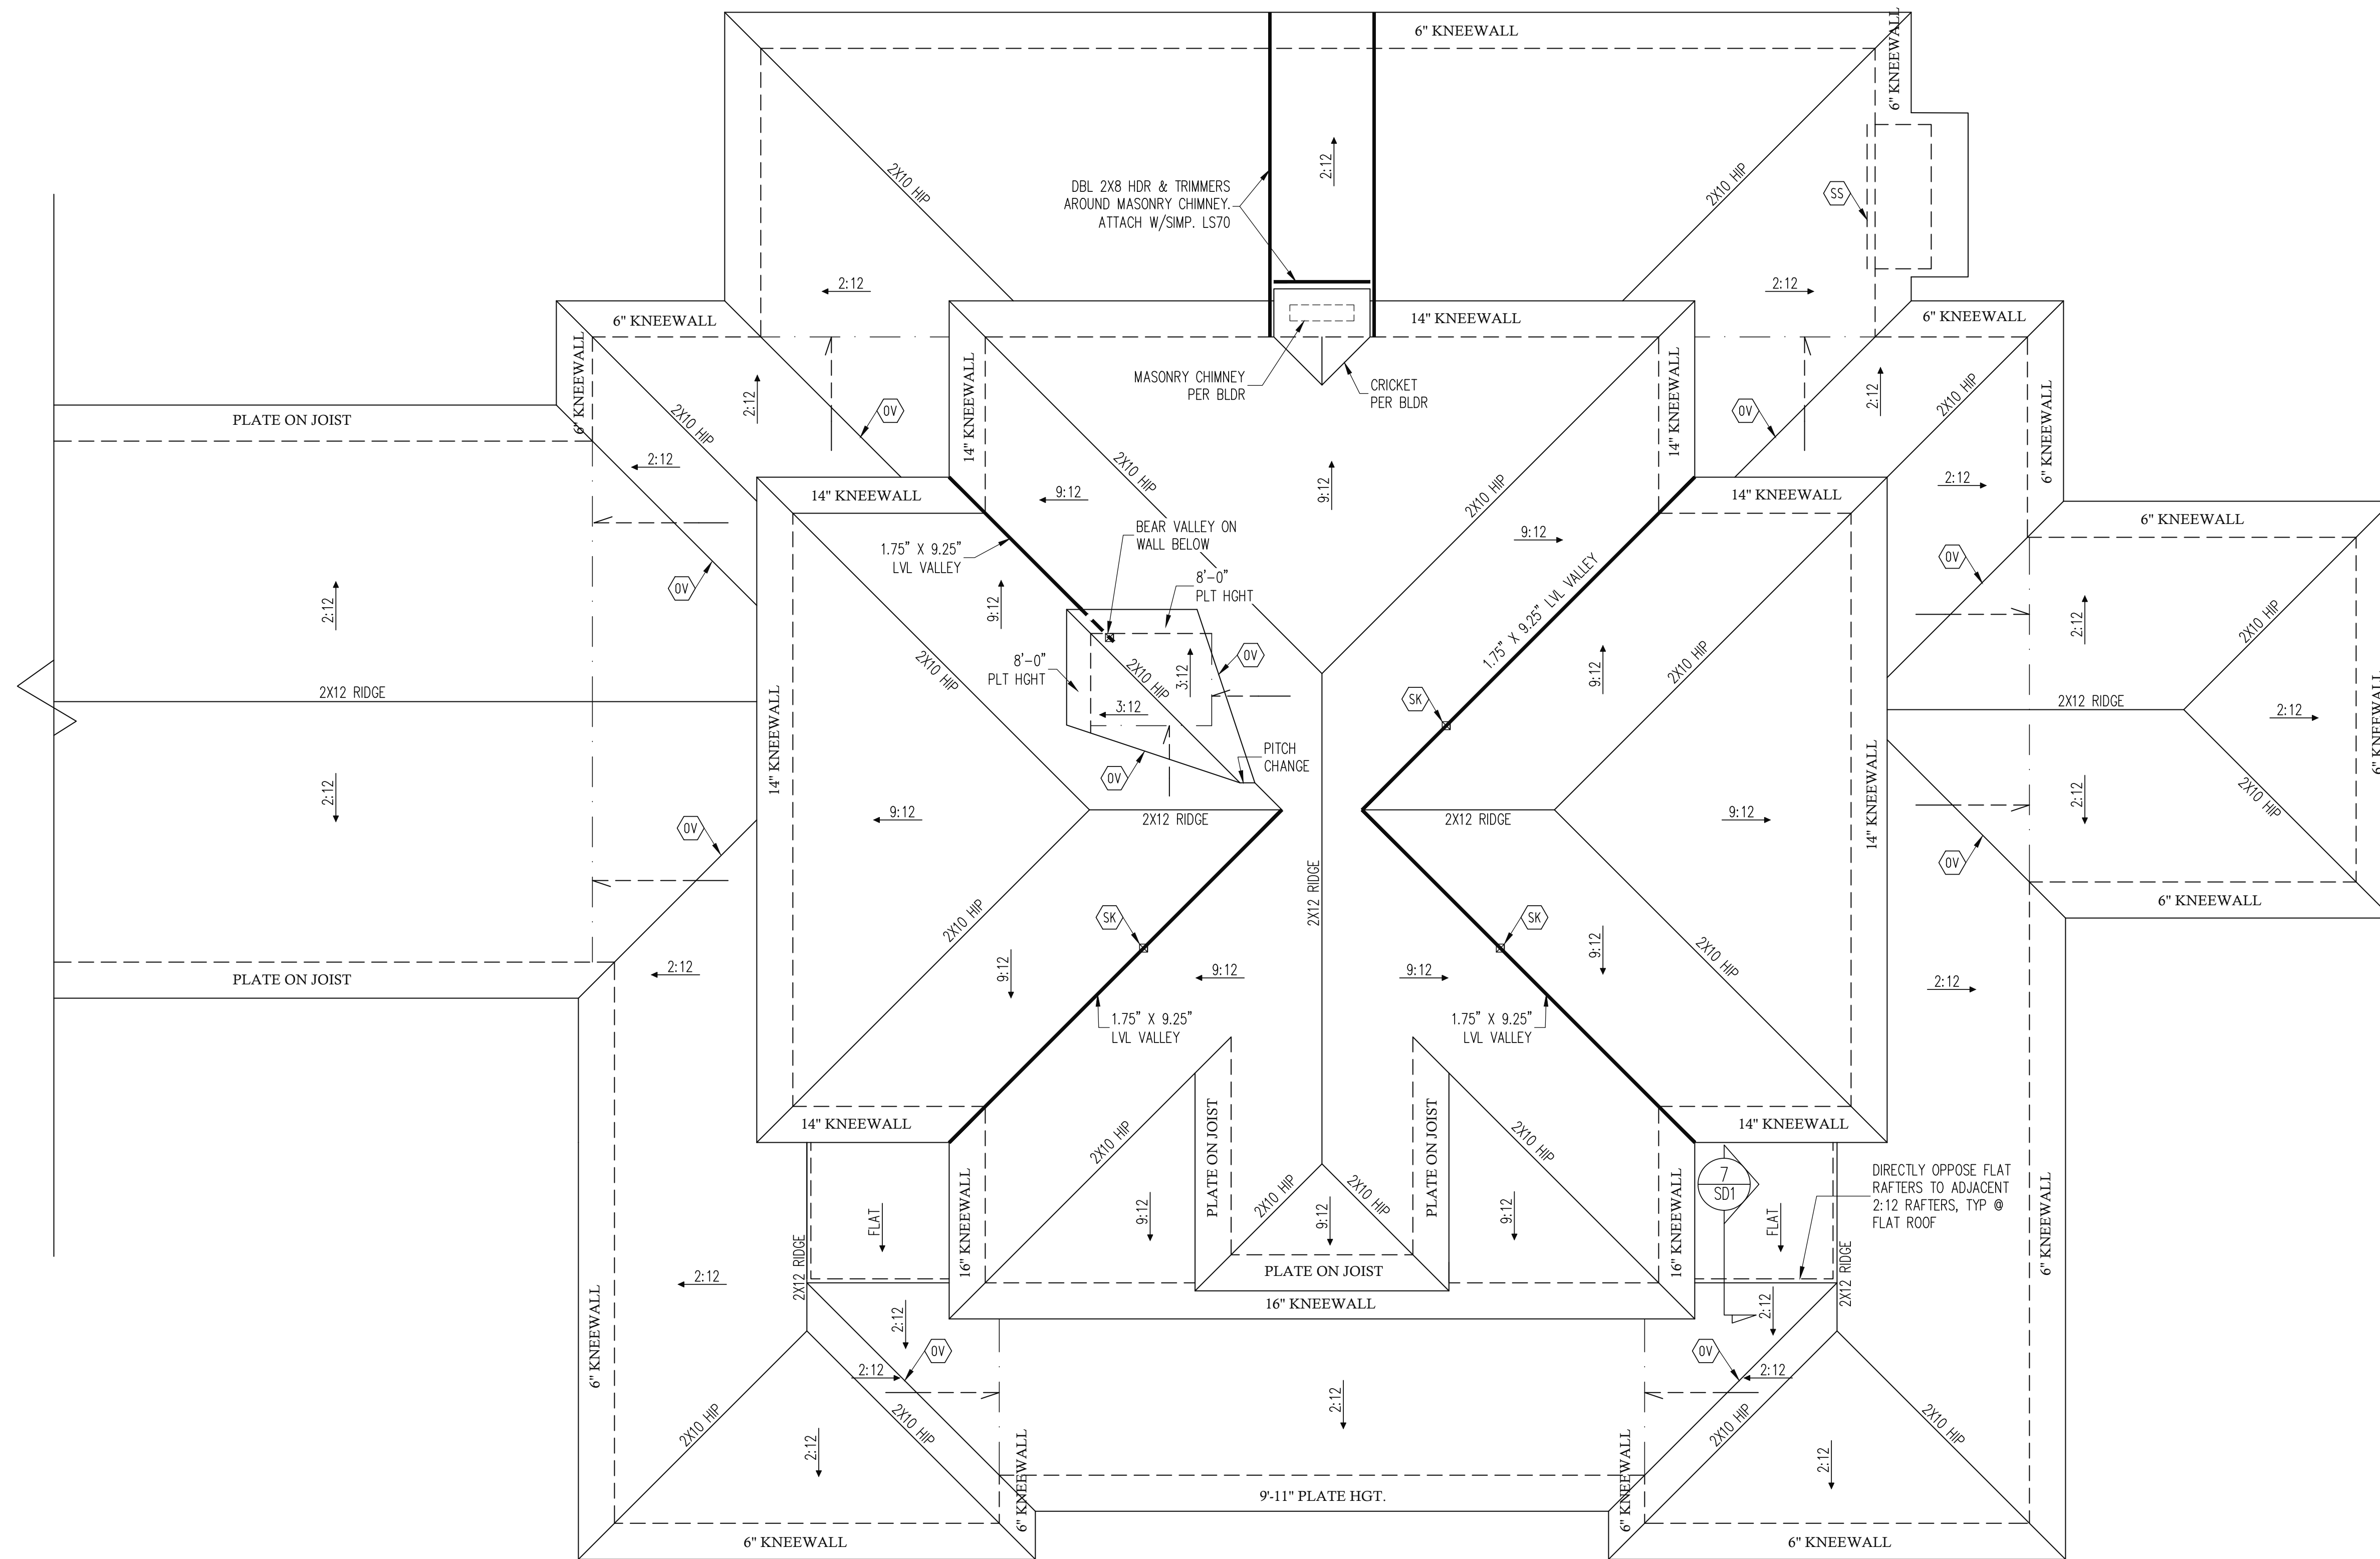 6" KNEEWALL
6" KNEEWALL
2X10 HIP
DBL 2X8 HDR & TRIMMERS
AROUND MASONRY CHIMNEY.
ATTACH W/SIMP. LS70
2:12
2X10 HIP
SS
2:12
2:12
6" KNEEWALL
14" KNEEWALL
6" KNEEWALL
6" KNEEWALL
14" KNEEWALL
MASONRY CHIMNEY
PER BLDR
CRICKET
PER BLDR
14" KNEEWALL
2:12
2:12
2X10 HIP
6" KNEEWALL
PLATE ON JOIST
2X10 HIP
OV
OV
2:12
2X10 HIP
9:12
9:12
2X10 HIP
2:12
14" KNEEWALL
14" KNEEWALL
6" KNEEWALL
1.75" X 9.25"
LVL VALLEY
BEAR VALLEY ON
WALL BELOW
9:12
OV
OV
8'-0"
PLT HGHT
1.75" X 9.25" LVL VALLEY
2:12
9:12
2X10 HIP
2:12
8'-0"
PLT HGHT
2X10 HIP
3:12
OV
2X10 HIP
2X10 HIP
9:12
2X12 RIDGE
3:12
SK
2X12 RIDGE
2:12
6" KNEEWALL
14" KNEEWALL
OV
PITCH
CHANGE
14" KNEEWALL
2:12
2:12
2X10 HIP
OV
9:12
2X12 RIDGE
2X12 RIDGE
9:12
OV
2X12 RIDGE
6" KNEEWALL
2X10 HIP
SK
SK
9:12
2X10 HIP
2:12
9:12
9:12
9:12
2:12
PLATE ON JOIST
1.75" X 9.25"
LVL VALLEY
1.75" X 9.25"
LVL VALLEY
14" KNEEWALL
2X10 HIP
PLATE ON JOIST
PLATE ON JOIST
2X10 HIP
14" KNEEWALL
7
SD1
DIRECTLY OPPOSE FLAT
RAFTERS TO ADJACENT
2:12 RAFTERS, TYP @
FLAT ROOF
FLAT
16" KNEEWALL
9:12
2X10 HIP
9:12
2X10 HIP
9:12
16" KNEEWALL
FLAT
2X12 RIDGE
PLATE ON JOIST
2X12 RIDGE
6" KNEEWALL
2:12
16" KNEEWALL
6" KNEEWALL
2:12
2:12
OV
OV
2:12
2:12
2:12
2X10 HIP
2X10 HIP
2X10 HIP
2X10 HIP
2:12
6" KNEEWALL
6" KNEEWALL
2:12
9'-11" PLATE HGT.
6" KNEEWALL
6" KNEEWALL